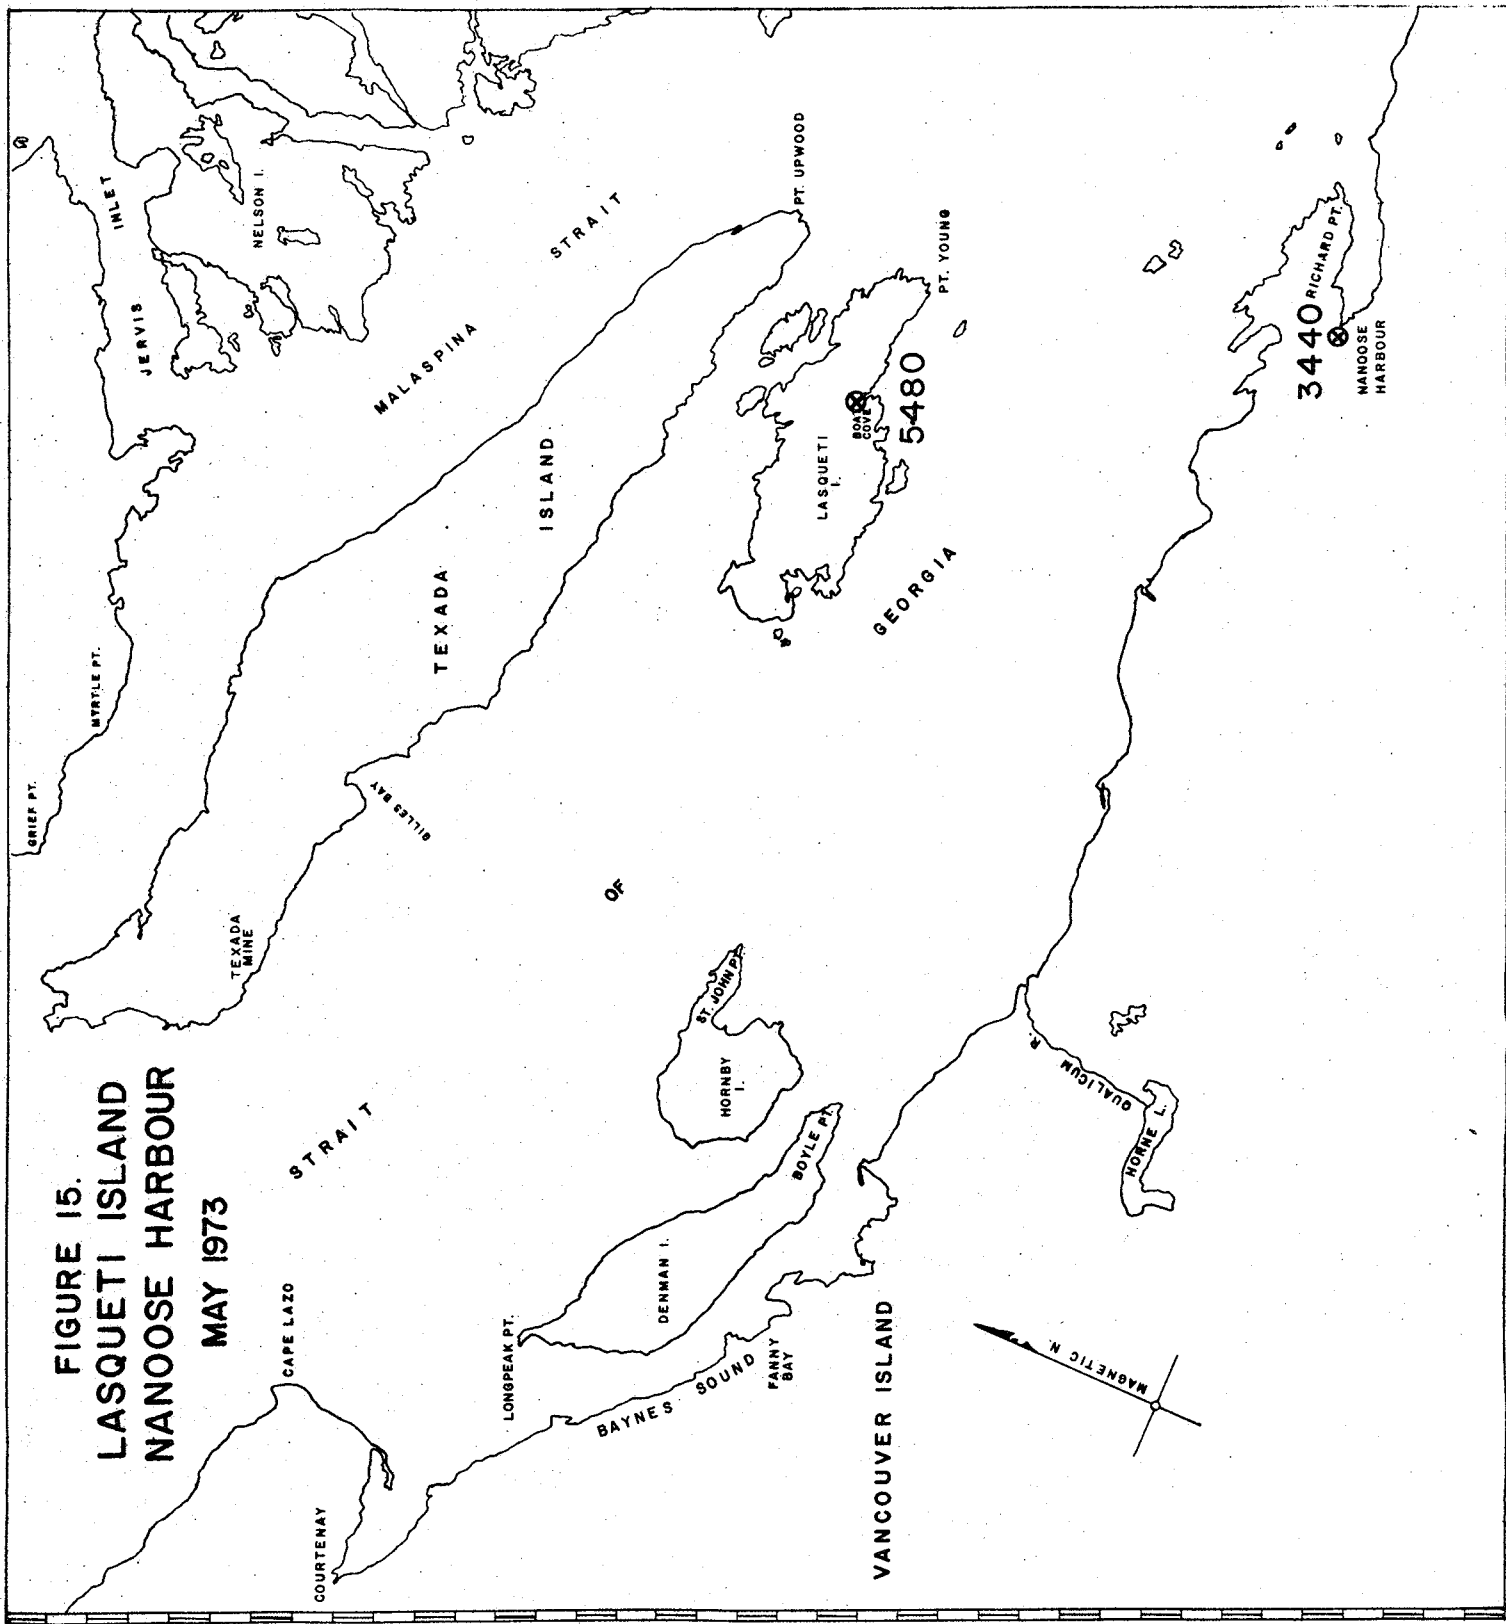 FIGURE 15.
LASQUETI ISLAND
NANOOSE HARBOUR
MAY 1973
GRIEF PT.
MYRTLE PT.
JERVIS
INLET
NELSON I.
MALASPINA
STRAIT
TEXADA
MINE
GILLES BAY
TEXADA
ISLAND
PT. UPWOOD
PT. YOUNG
LASQUETI
I.
BOAT
COVE
5480
STRAIT
OF
GEORGIA
COURTENAY
CAPE LAZO
LONGPEAK PT.
DENMAN I.
HORNBY
I.
ST. JOHN PT.
BOYLE PT.
BAYNES SOUND
FANNY
BAY
VANCOUVER ISLAND
QUALICUM R.
HORNE L.
3440
RICHARD PT.
NANOOSE
HARBOUR
MAGNETIC N.